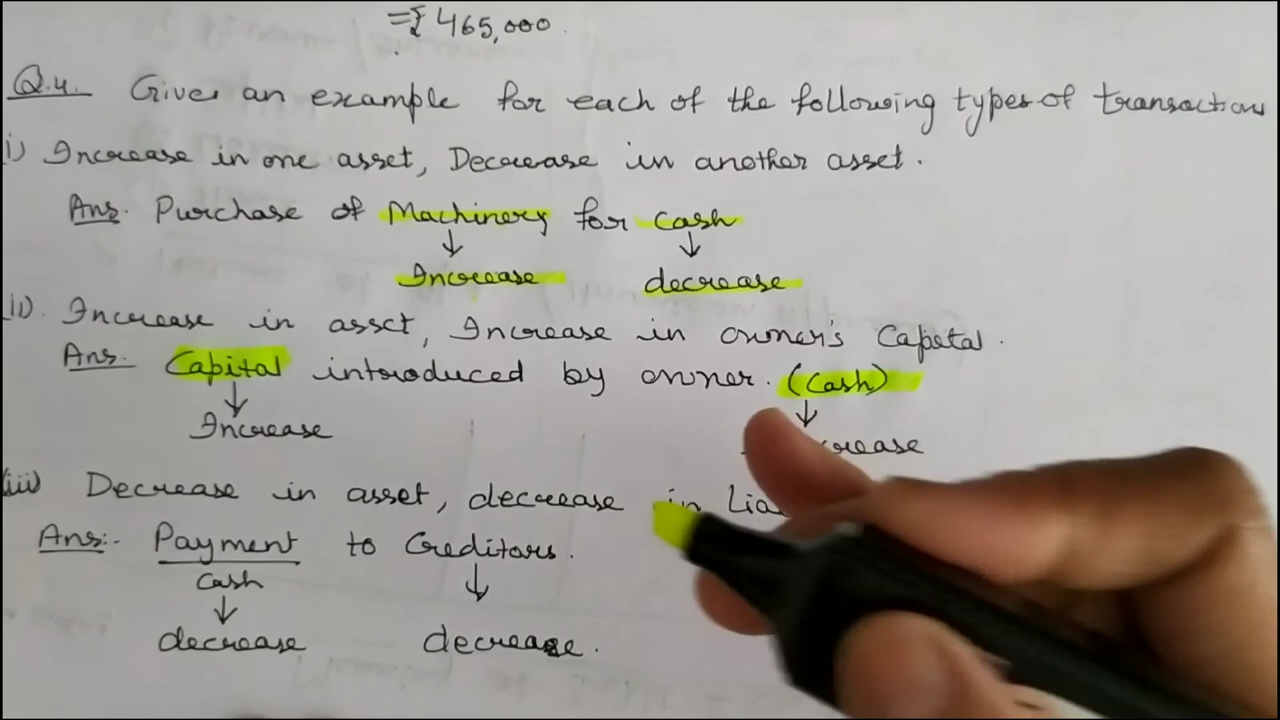 =₹ 465,000.
Q.4. Give an example for each of the following types of transactions
i) Increase in one asset, Decrease in another asset.
Ans. Purchase of Machinery for cash
↓ ↓
Increase decrease
ii). Increase in asset, Increase in owner's Capital.
Ans. Capital introduced by owner. (Cash)
↓ ↓
Increase
iii) Decrease in asset, decrease in
Ans:- Payment to Creditors.
Cash ↓
↓
decrease decrease.